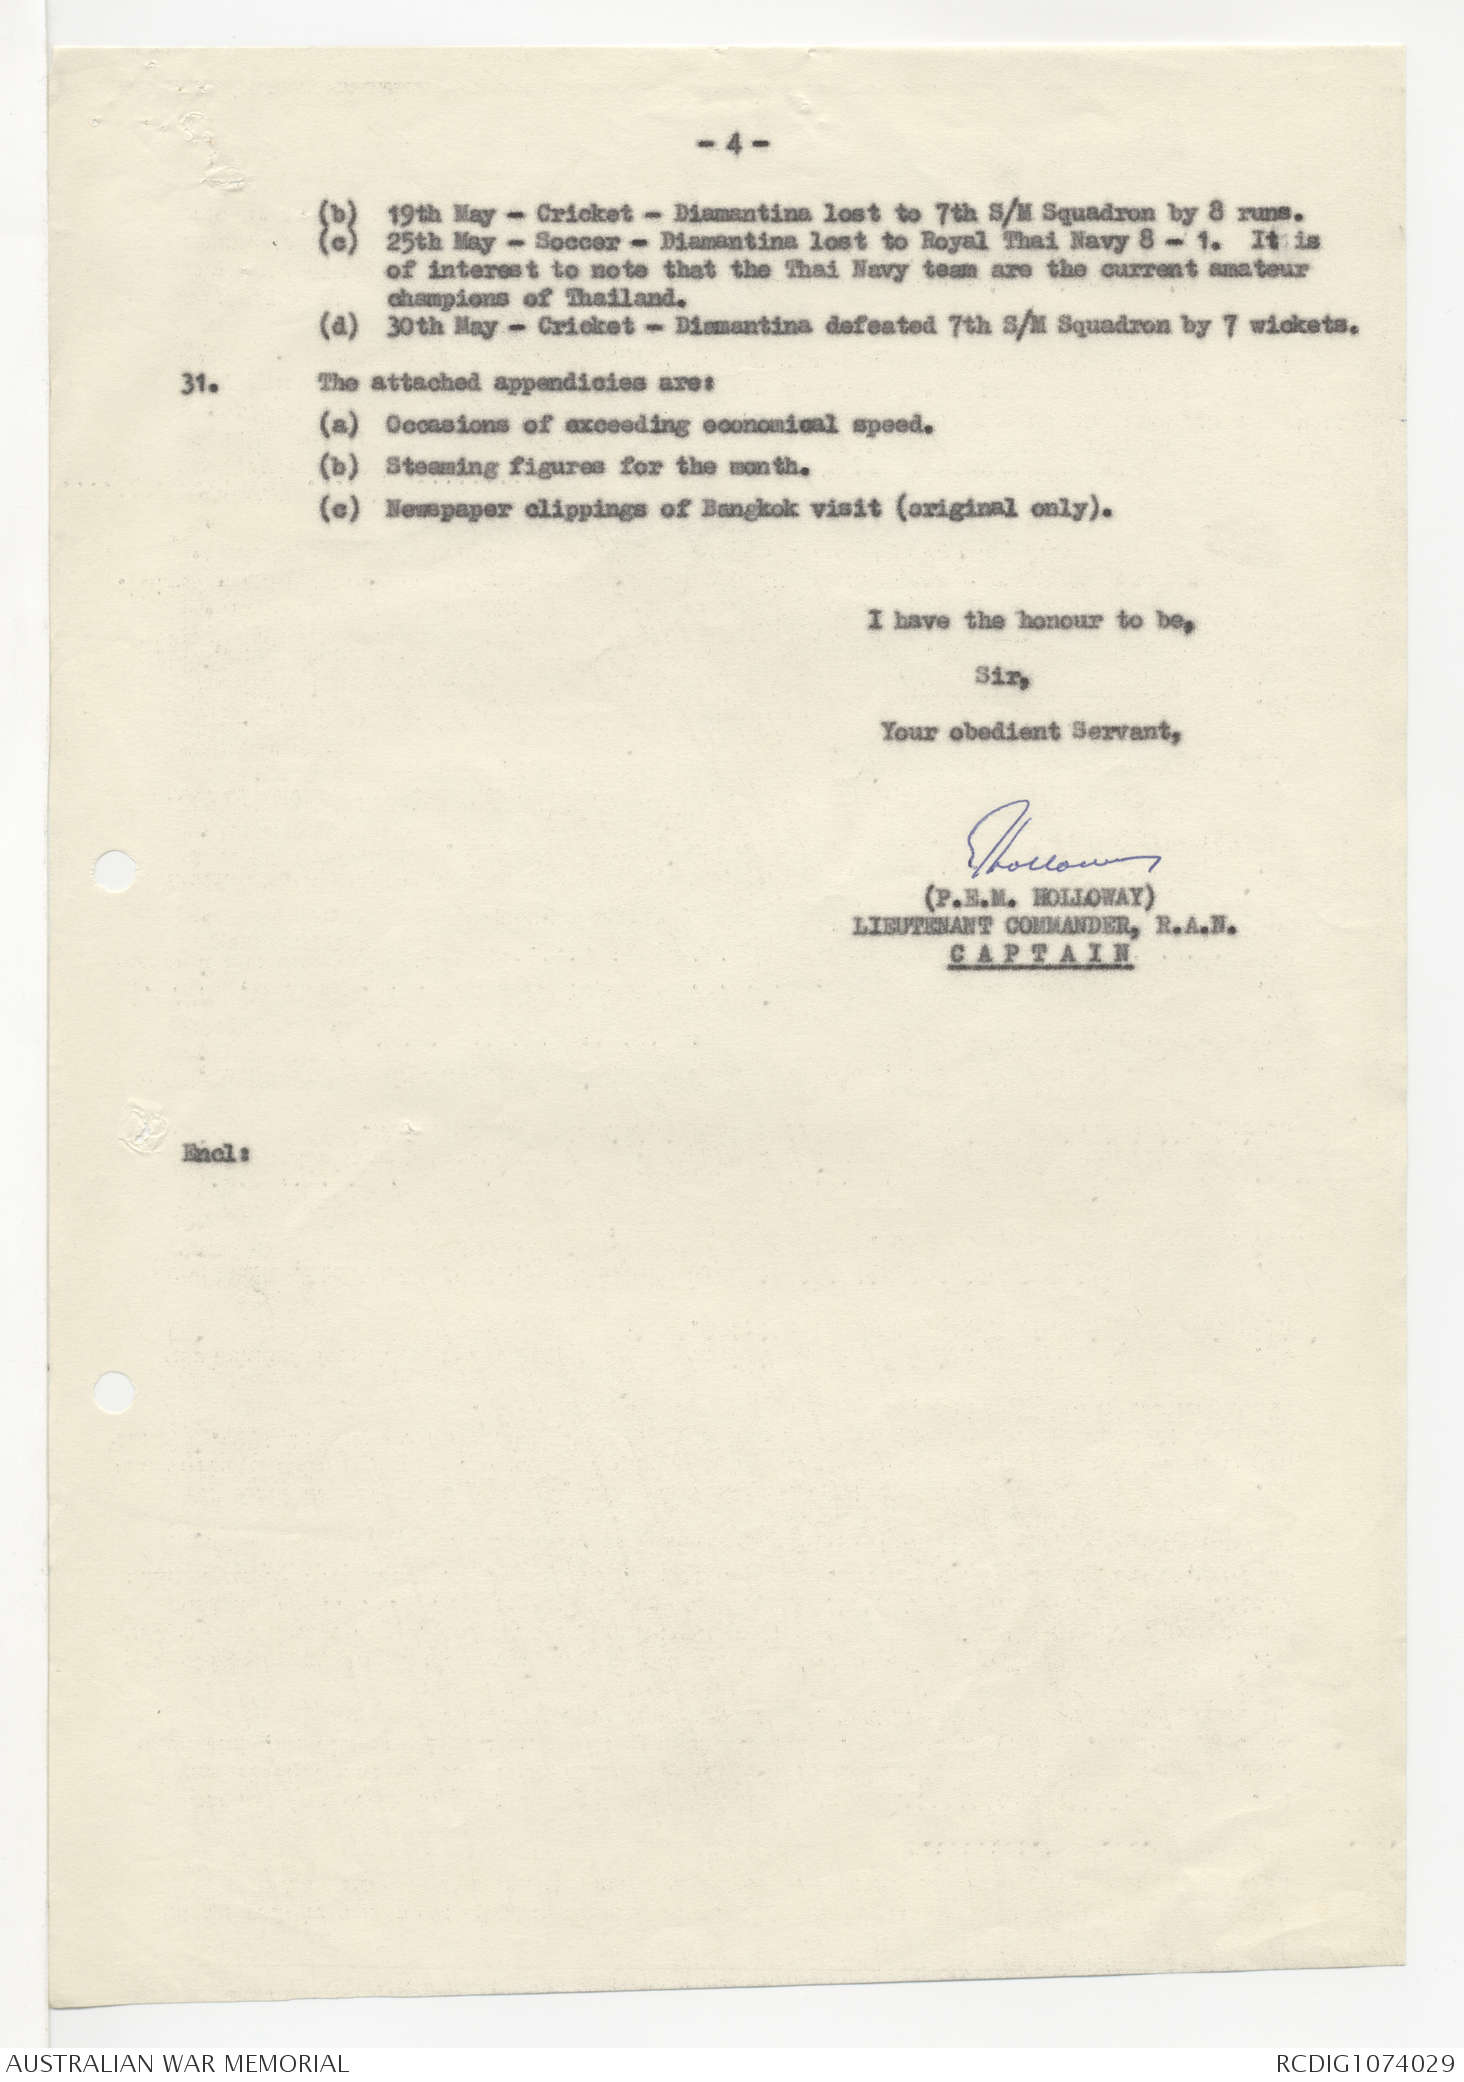 - 4 -
(b) 19th May - Cricket - Diamantina lost to 7th S/M Squadron by 8 runs.
(c) 25th May - Soccer - Diamantina lost to Royal Thai Navy 8 - 1. It is
of interest to note that the Thai Navy team are the current amateur
champions of Thailand.
(d) 30th May - Cricket - Diamantina defeated 7th S/M Squadron by 7 wickets.
31. The attached appendicies are:
(a) Occasions of exceeding economical speed.
(b) Steaming figures for the month.
(c) Newspaper clippings of Bangkok visit (original only).
I have the honour to be,
Sir,
Your obedient Servant,
Holloway
(P.E.M. HOLLOWAY)
LIEUTENANT COMMANDER, R.A.N.
C A P T A I N
Encl:
AUSTRALIAN WAR MEMORIAL
RCDIG1074029